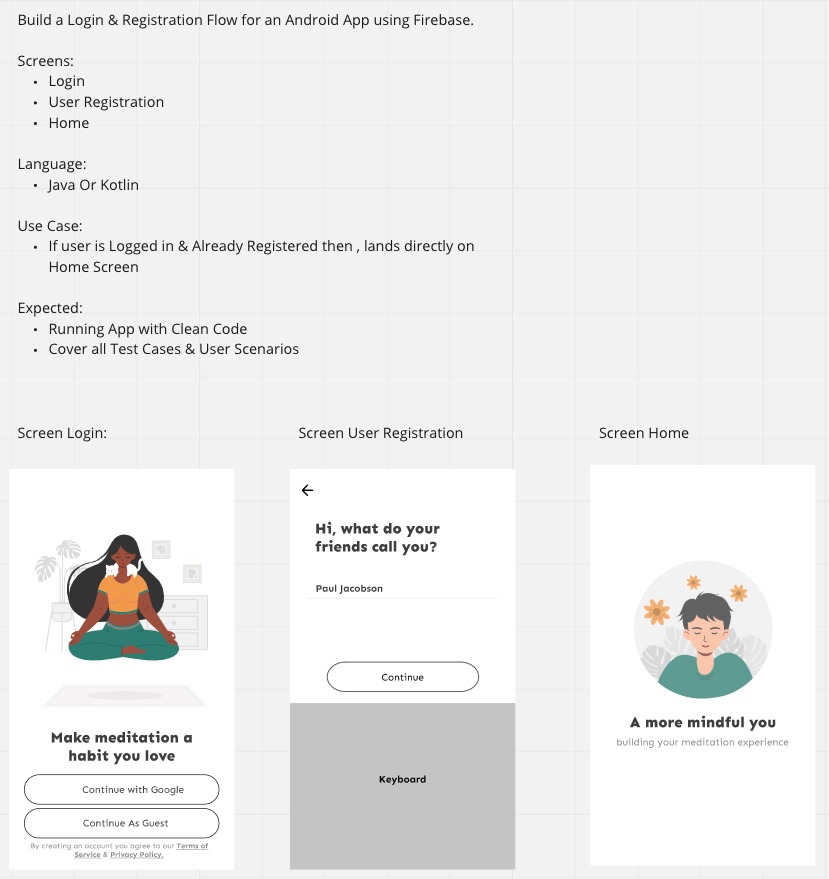 Build a Login & Registration Flow for an Android App using Firebase.
Screens:
• Login
• User Registration
• Home
Language:
• Java Or Kotlin
Use Case:
• If user is Logged in & Already Registered then , lands directly on
Home Screen
Expected:
• Running App with Clean Code
• Cover all Test Cases & User Scenarios
Screen Login:
Make meditation a
habit you love
Continue with Google
Continue As Guest
By creating an account you agree to our Terms of
Service & Privacy Policy.
Screen User Registration
Hi, what do your
friends call you?
Paul Jacobson
Continue
Keyboard
Screen Home
A more mindful you
building your meditation experience